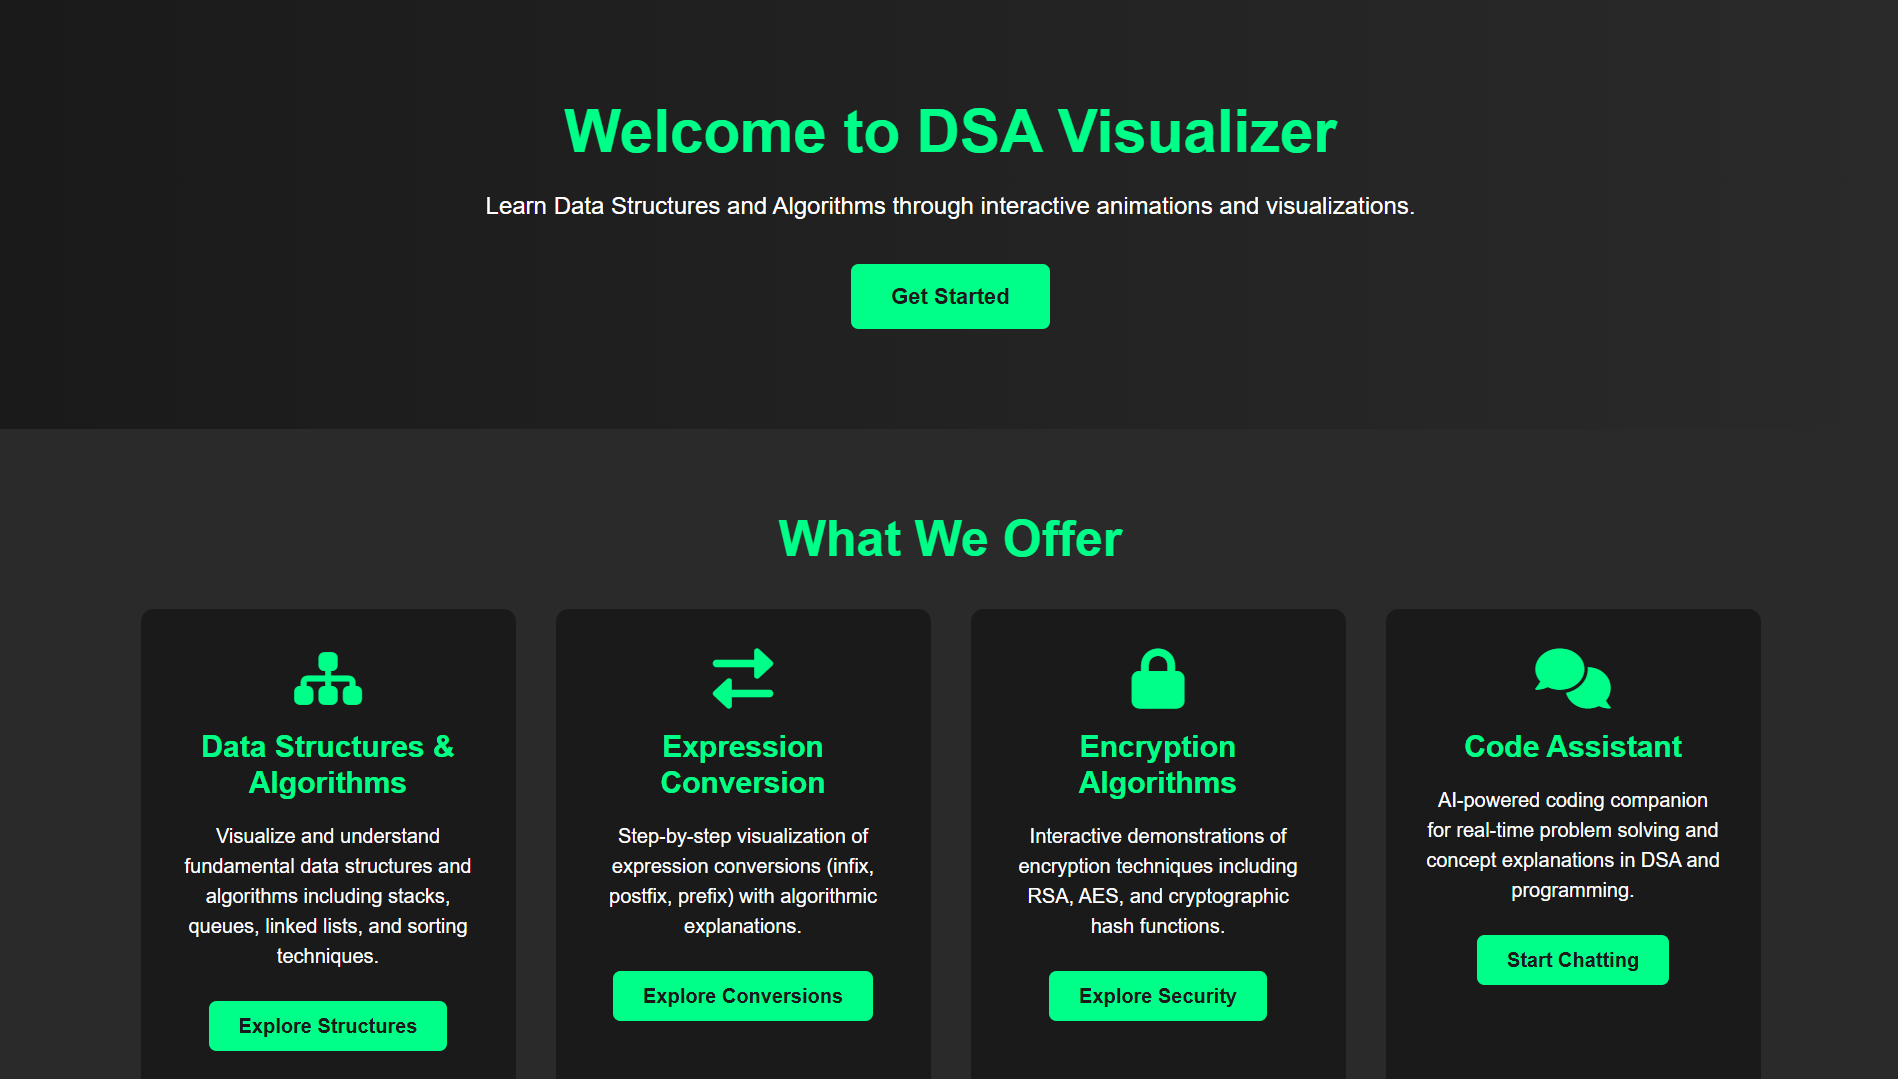 Welcome to DSA Visualizer
Learn Data Structures and Algorithms through interactive animations and visualizations.
Get Started
What We Offer
Data Structures &
Algorithms
Visualize and understand
fundamental data structures and
algorithms including stacks,
queues, linked lists, and sorting
techniques.
Explore Structures
Expression
Conversion
Step-by-step visualization of
expression conversions (infix,
postfix, prefix) with algorithmic
explanations.
Explore Conversions
Encryption
Algorithms
Interactive demonstrations of
encryption techniques including
RSA, AES, and cryptographic
hash functions.
Explore Security
Code Assistant
AI-powered coding companion
for real-time problem solving and
concept explanations in DSA and
programming.
Start Chatting